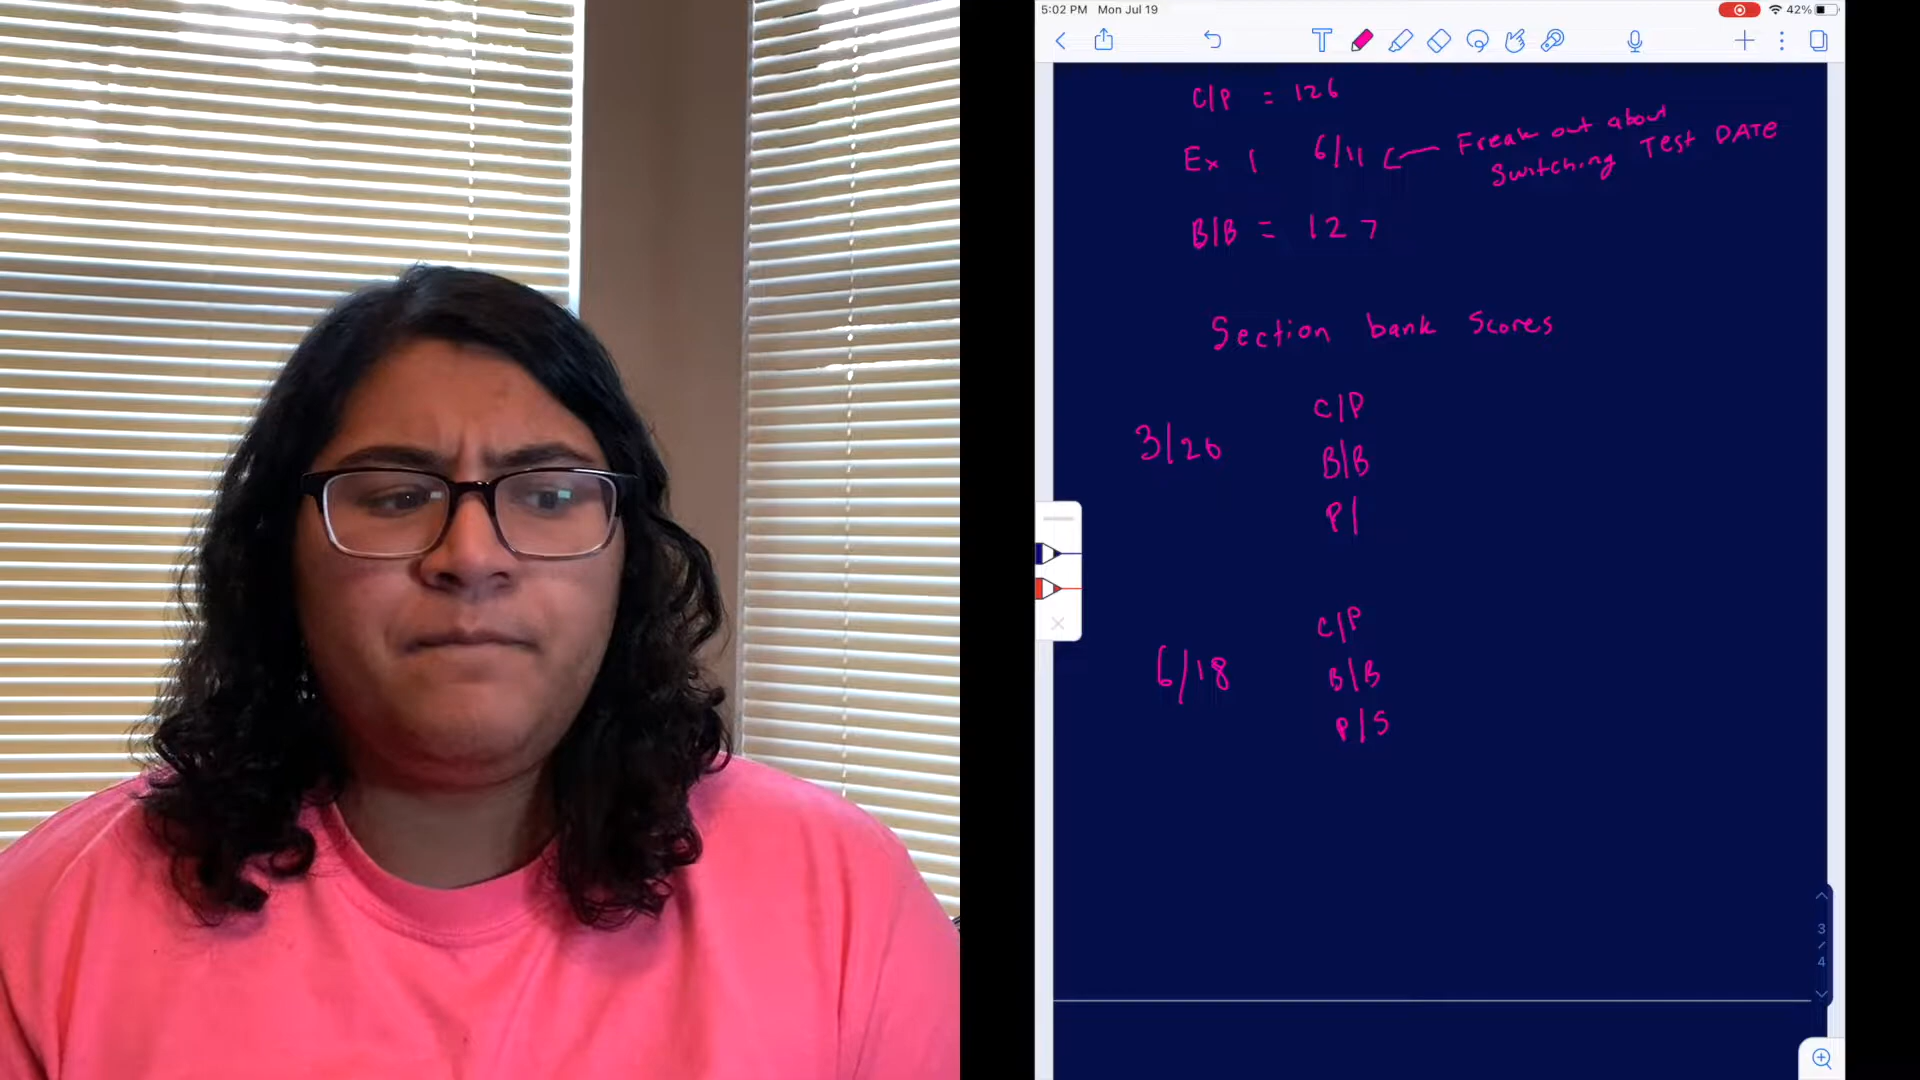 5:02 PM Mon Jul 19
42%
C/P = 126
Ex 1 6/11 Freak out about
Switching Test DATE
B/B = 127
Section bank Scores
C/P
3/26
B/B
P/
C/P
6/18
B/B
P/S
3
/
4